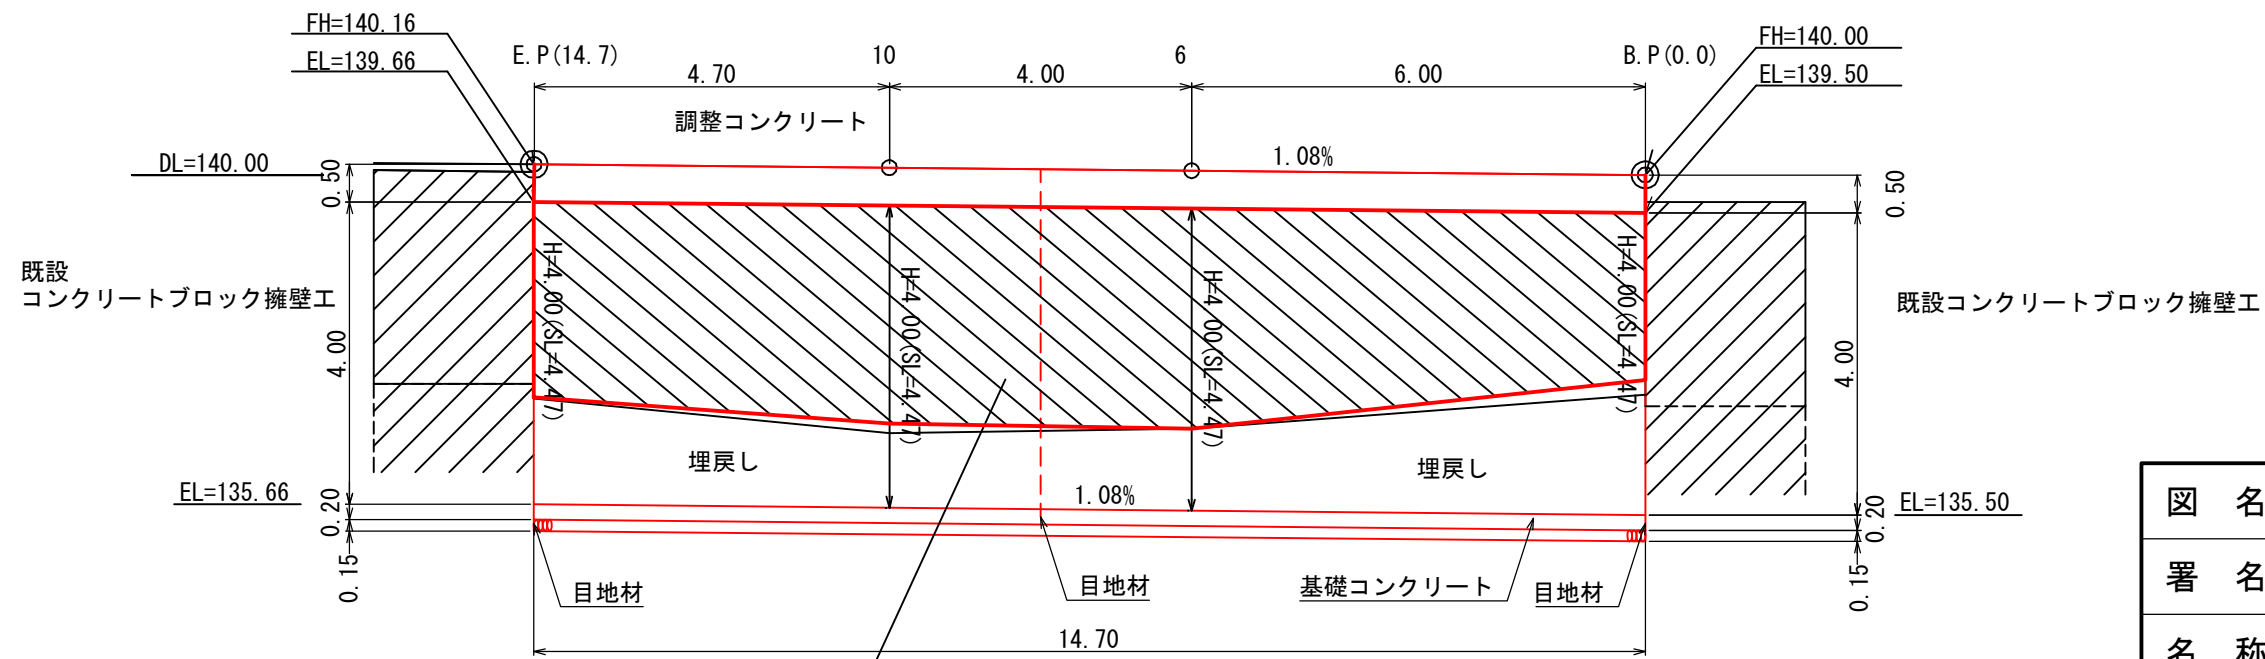 FH=140.16
EL=139.66
E.P(14.7)
10
6
B.P(0.0)
FH=140.00
EL=139.50
4.70
4.00
6.00
調整コンクリート
DL=140.00
1.08%
0.50
0.50
既設
コンクリートブロック擁壁工
既設コンクリートブロック擁壁工
H=4.00(SL=4.47)
H=4.00(SL=4.47)
H=4.00(SL=4.47)
H=4.00(SL=4.47)
4.00
4.00
埋戻し
埋戻し
EL=135.66
1.08%
EL=135.50
0.20
0.20
0.15
0.15
目地材
目地材
基礎コンクリート
目地材
14.70
図 名
署 名
名 称